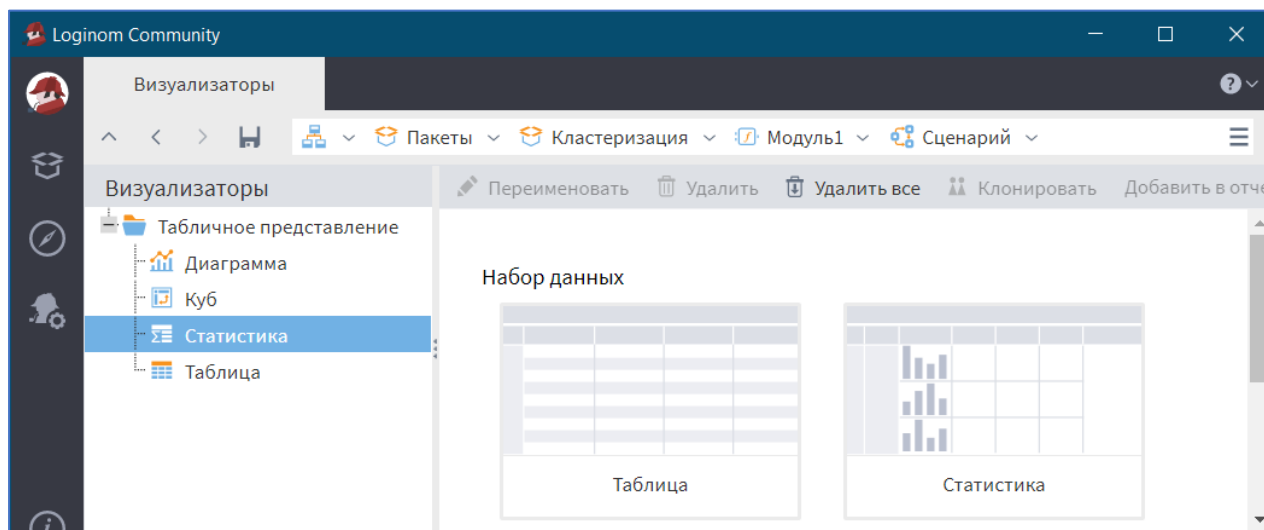 Loginom Community
Визуализаторы
Пакеты Кластеризация Модуль1 Сценарий
Визуализаторы
Переименовать Удалить Удалить все Клонировать Добавить в отче
Табличное представление
Диаграмма
Куб
Статистика
Таблица
Набор данных
Таблица Статистика